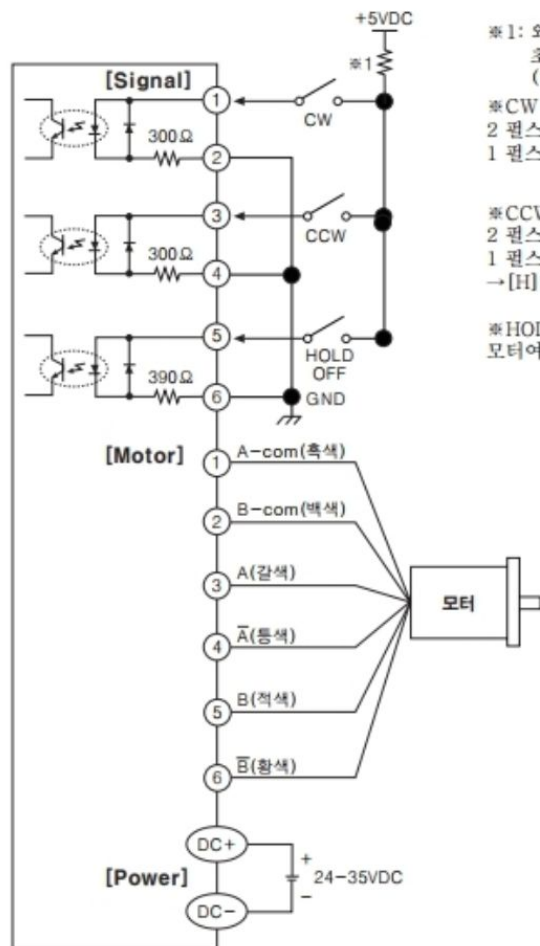 +5VDC
※1
※1:
[Signal]
1
CW
300Ω
2
※CW
2 펄스
1 펄스
3
CCW
300Ω
4
※CCW
2 펄스
1 펄스
→[H]
5
HOLD
OFF
390Ω
6
GND
※HOL
모터여
[Motor]
1 A-com(흑색)
2 B-com(백색)
3 A(갈색)
4 A̅(등색)
5 B(적색)
6 B̅(황색)
모터
[Power]
DC+
+
24-35VDC
-
DC-